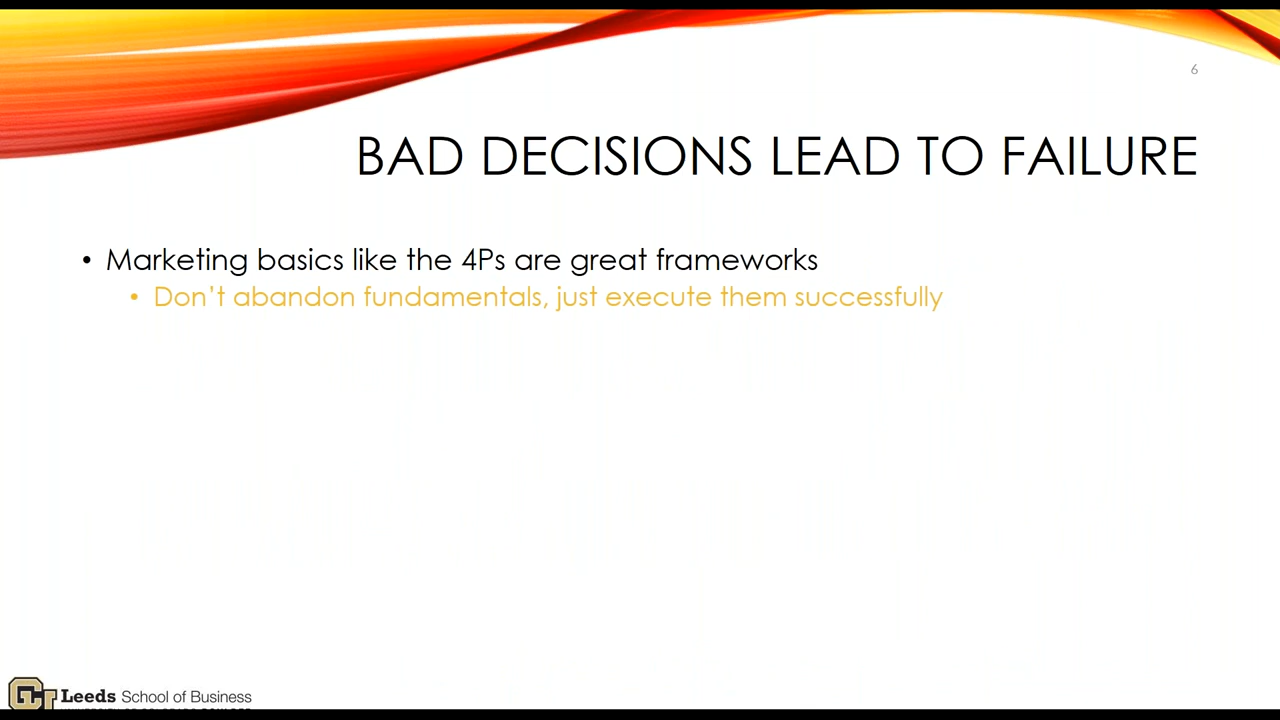 6
BAD DECISIONS LEAD TO FAILURE
• Marketing basics like the 4Ps are great frameworks
• Don't abandon fundamentals, just execute them successfully
Leeds School of Business